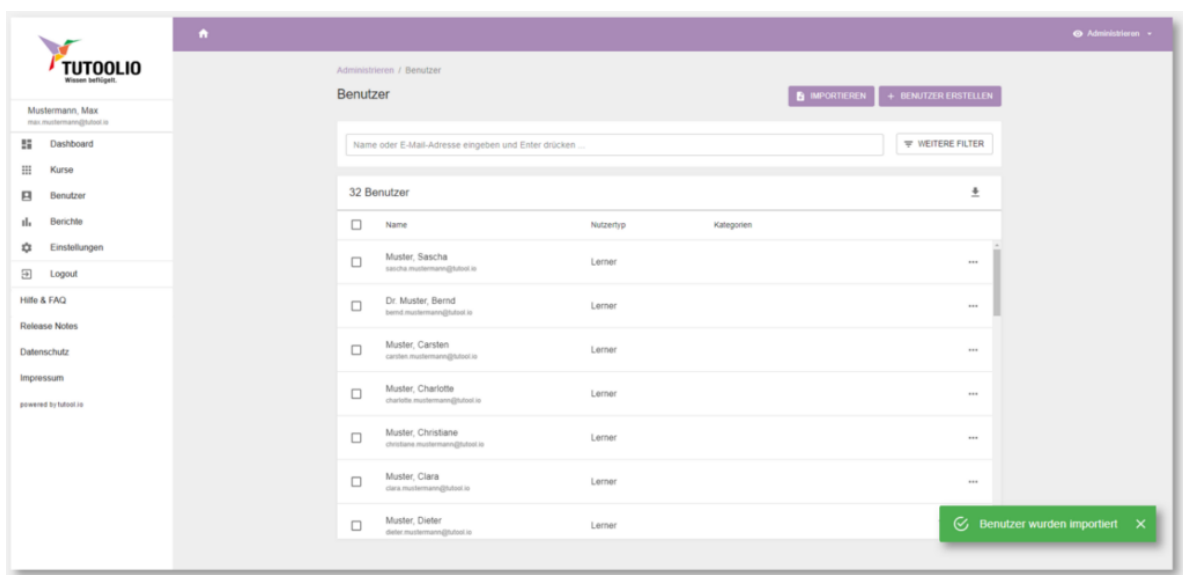 TUTOOLIO
Wissen beflügelt.
Administrieren
Mustermann, Max
max.mustermann@tutool.io
Dashboard
Kurse
Benutzer
Berichte
Einstellungen
Logout
Hilfe & FAQ
Release Notes
Datenschutz
Impressum
powered by tutool.io
Administrieren / Benutzer
Benutzer
IMPORTIEREN
+ BENUTZER ERSTELLEN
Name oder E-Mail-Adresse eingeben und Enter drücken ...
WEITERE FILTER
32 Benutzer
Name Nutzertyp Kategorien
Muster, Sascha Lerner
sascha.mustermann@tutool.io
Dr. Muster, Bernd Lerner
bernd.mustermann@tutool.io
Muster, Carsten Lerner
carsten.mustermann@tutool.io
Muster, Charlotte Lerner
charlotte.mustermann@tutool.io
Muster, Christiane Lerner
christiane.mustermann@tutool.io
Muster, Clara Lerner
clara.mustermann@tutool.io
Muster, Dieter Lerner
dieter.mustermann@tutool.io
Benutzer wurden importiert